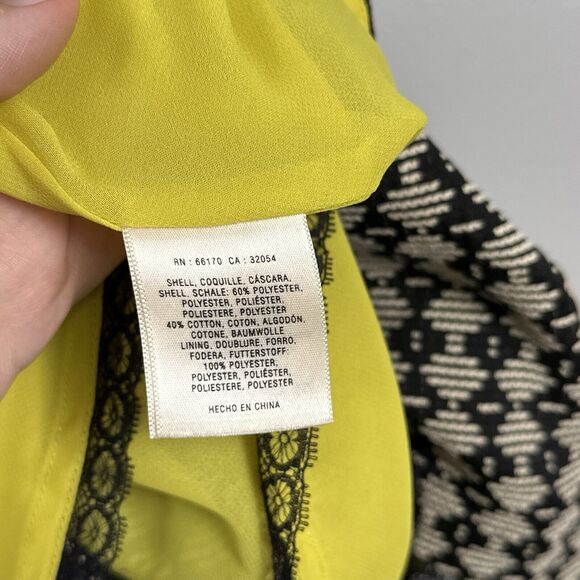 RN : 66170 CA : 32054
SHELL, COQUILLE, CÁSCARA,
SHELL, SCHALE: 60% POLYESTER,
POLYESTER, POLIÉSTER,
POLIESTERE, POLYESTER
40% COTTON, COTON, ALGODÓN,
COTONE, BAUMWOLLE
LINING, DOUBLURE, FORRO,
FODERA, FUTTERSTOFF:
100% POLYESTER,
POLYESTER, POLIÉSTER,
POLIESTERE, POLYESTER
HECHO EN CHINA